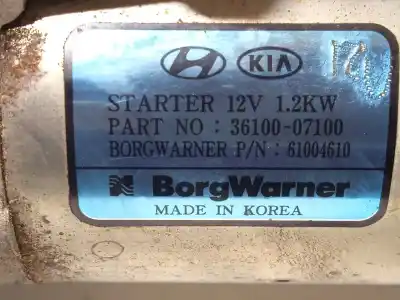 KIA
STARTER 12V 1.2KW
PART NO : 36100-07100
BORGWARNER P/N : 61004610
BorgWarner
MADE IN KOREA